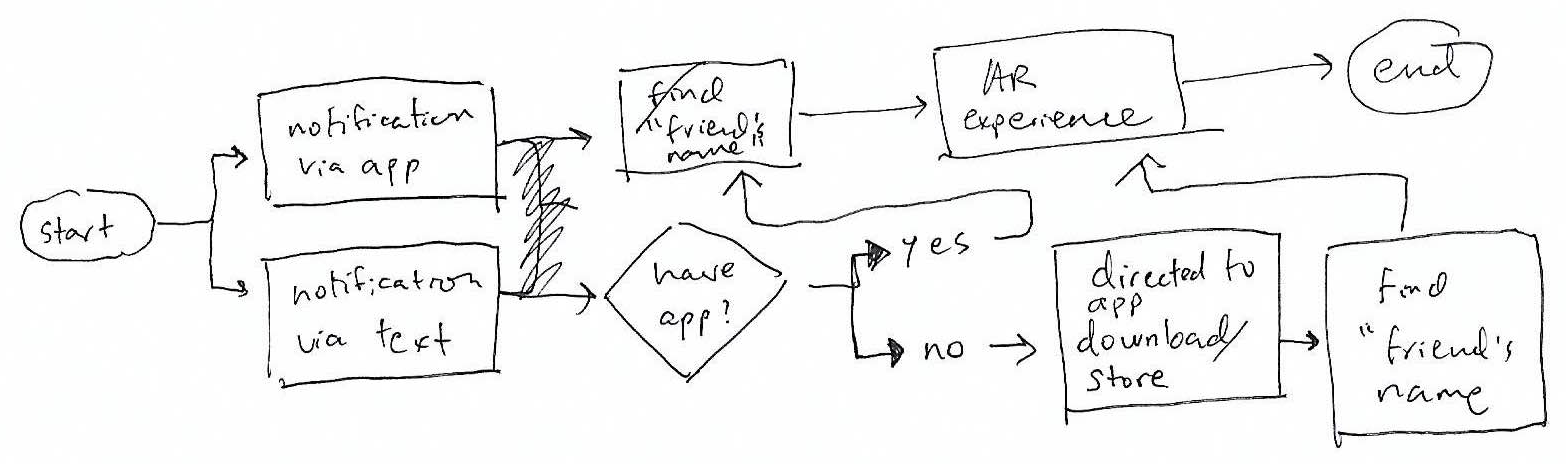 start
notification
via app
notification
via text
find
"friend's
name"
have
app?
yes
no
AR
experience
end
directed to
app
download/
store
find
"friend's
name